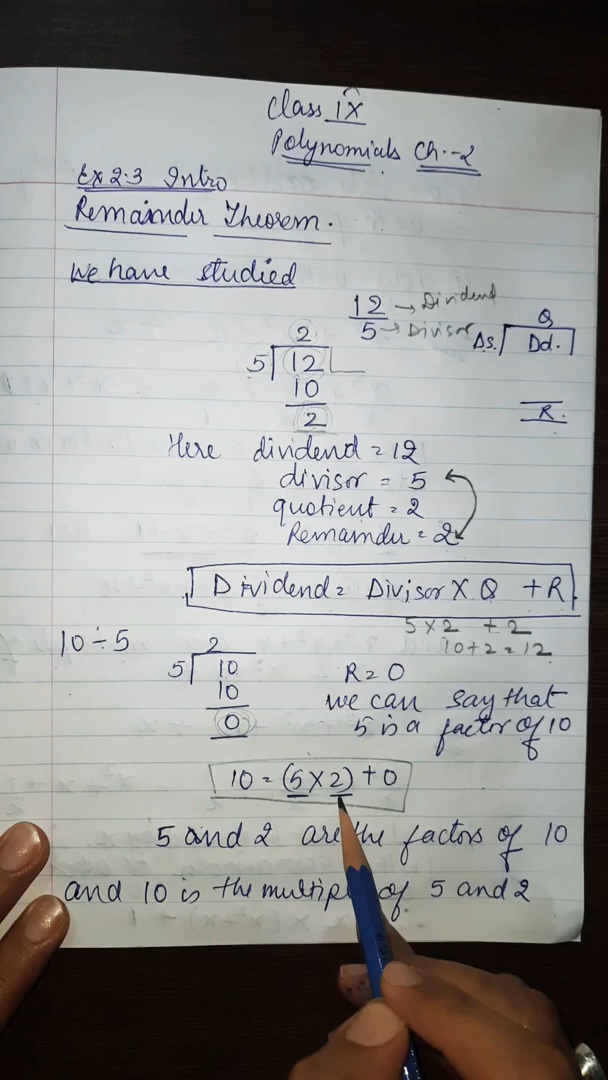 Class IX
Polynomials Ch.-2
Ex 2.3 Intro
Remainder Theorem.
We have studied
12 → Dividend
5 → Divisor
Q
Ds. Dd.
R.
2
5 12
10
2
Here dividend = 12
divisor = 5
quotient = 2
Remainder = 2
Dividend = Divisor X Q + R
5 X 2 + 2
10 + 2 = 12
10 ÷ 5
2
5 10
10
0
R = 0
we can say that
5 is a factor of 10
10 = (5 X 2) + 0
5 and 2 are the factors of 10
and 10 is the of 5 and 2